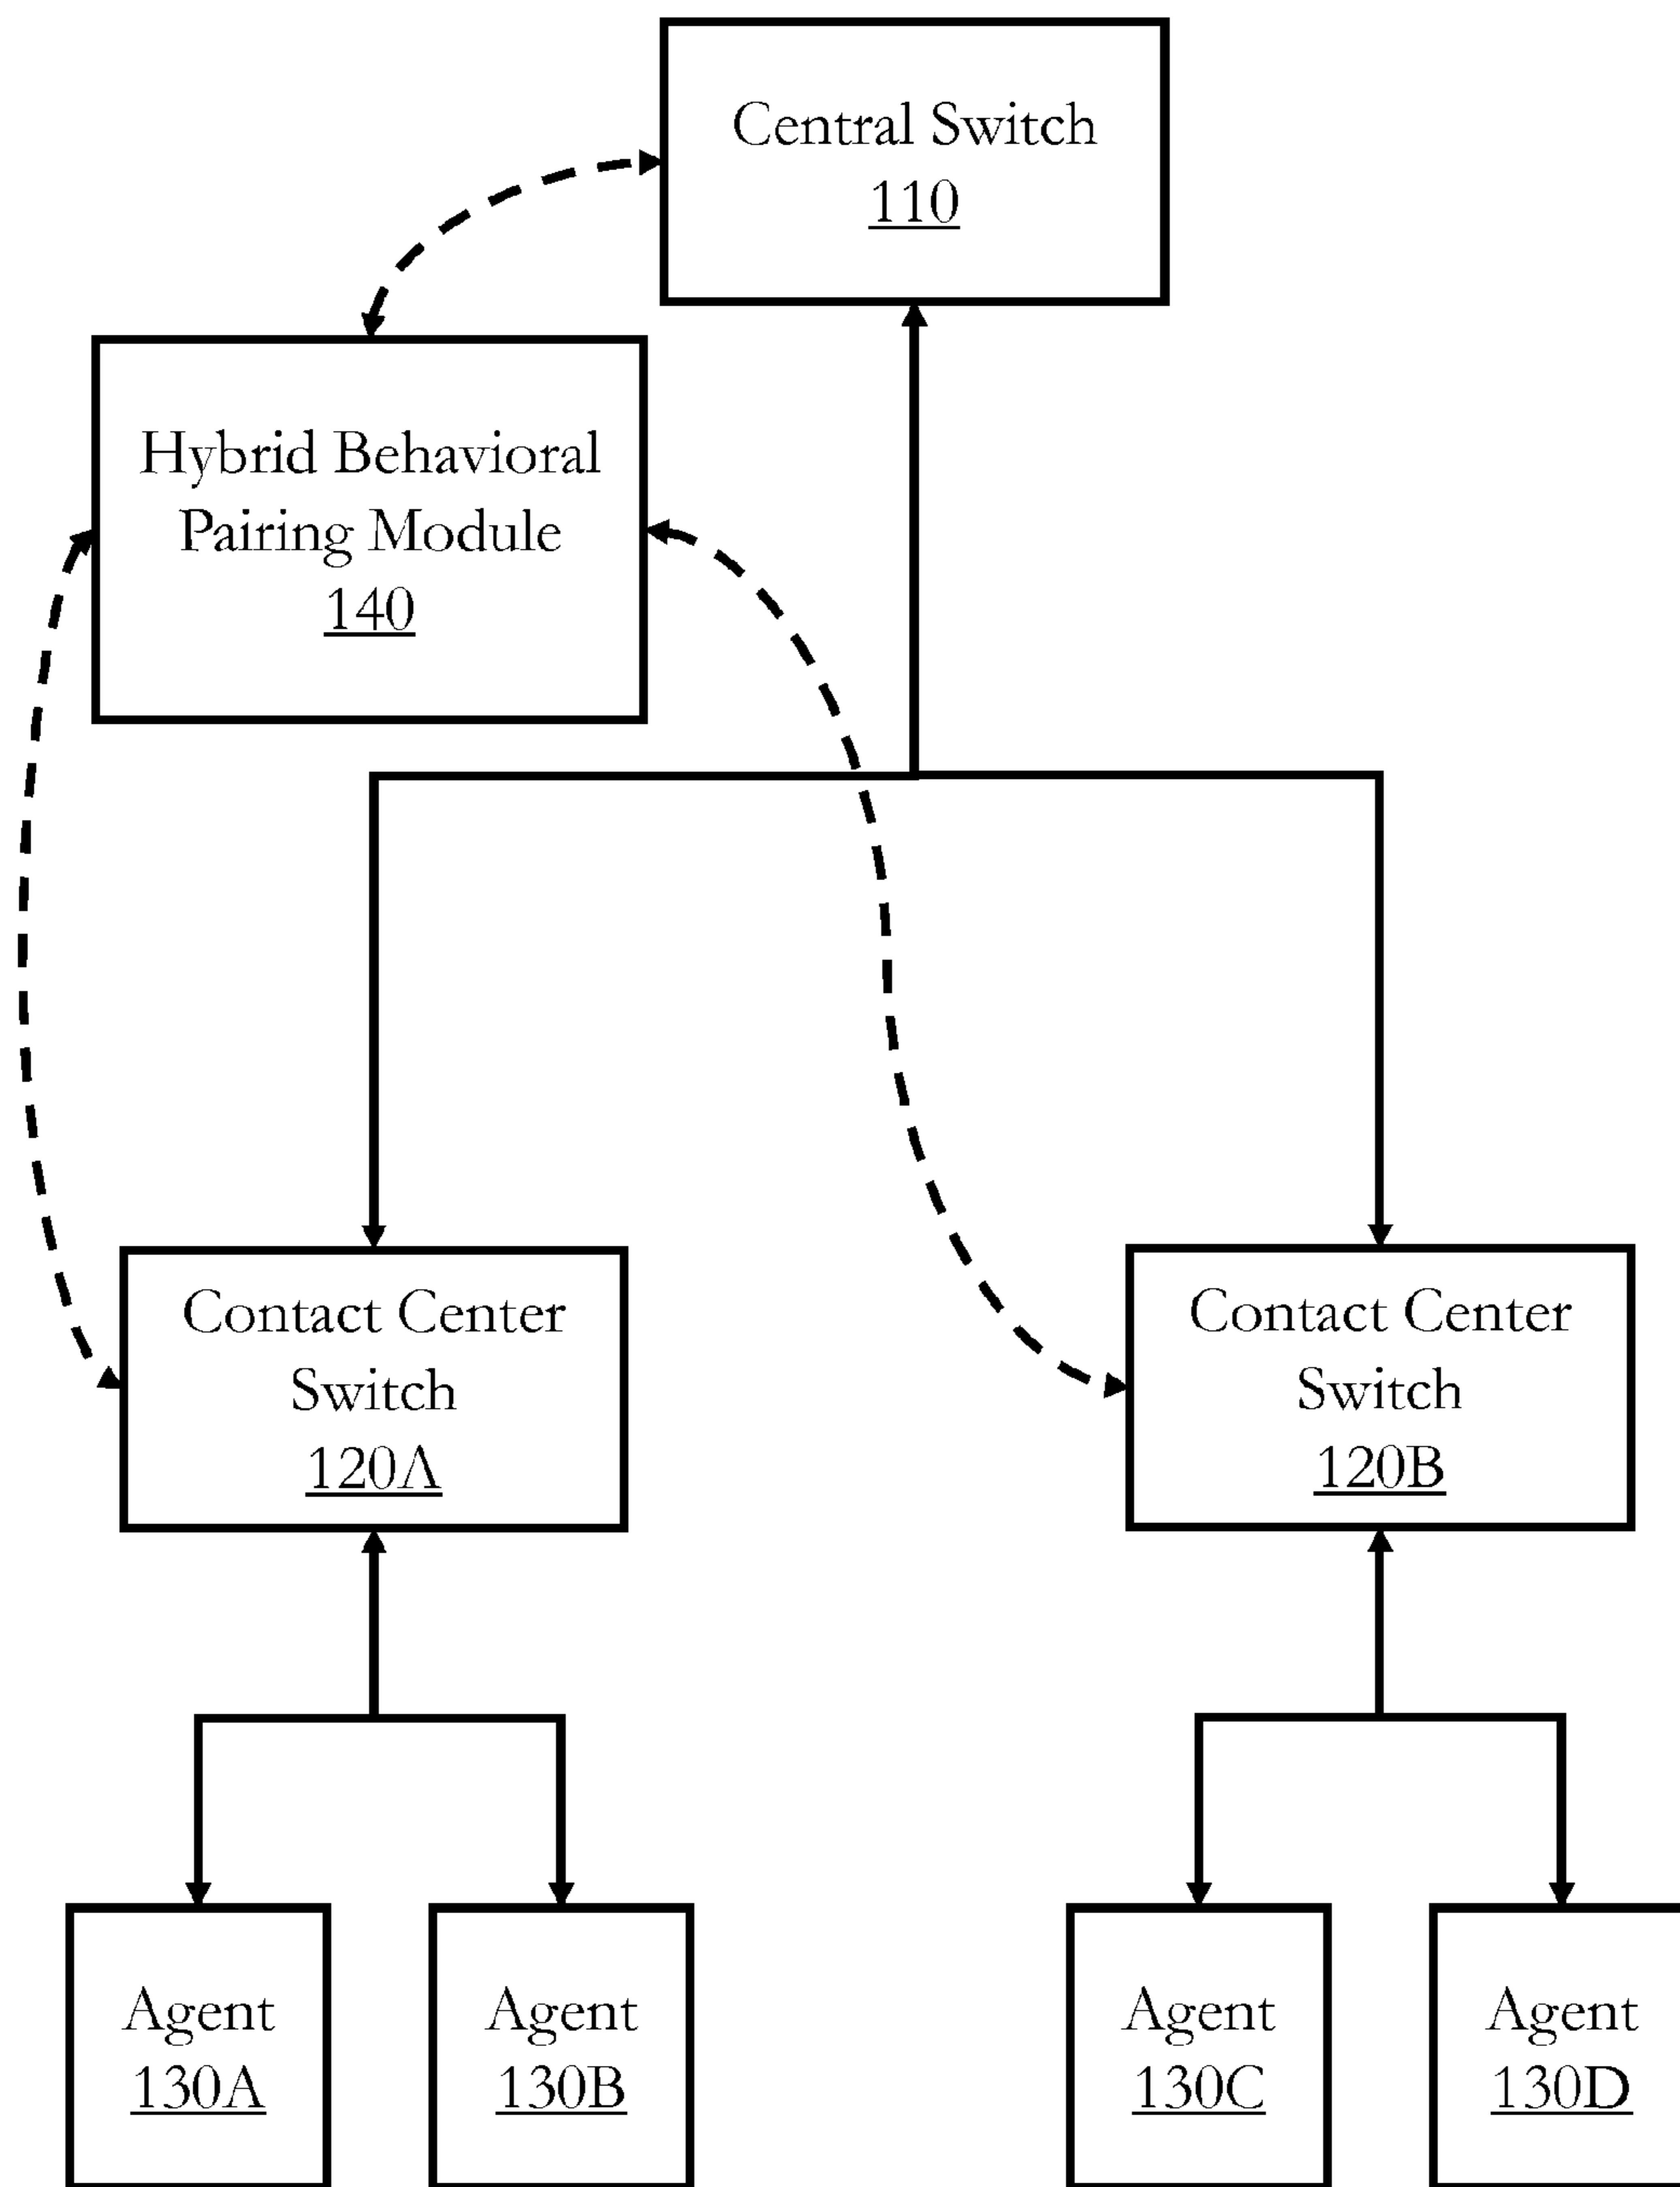 Central Switch
110
Hybrid Behavioral
Pairing Module
140
Contact Center
Switch
120A
Contact Center
Switch
120B
Agent
130A
Agent
130B
Agent
130C
Agent
130D